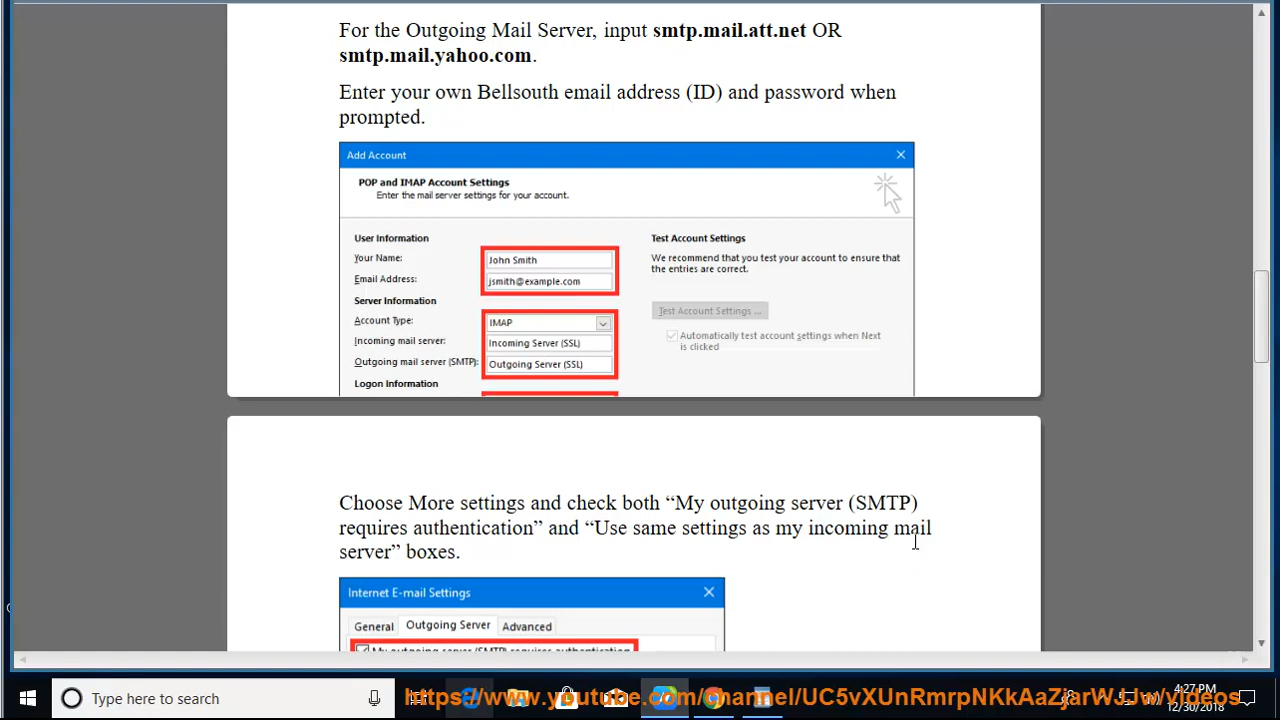 For the Outgoing Mail Server, input smtp.mail.att.net OR
smtp.mail.yahoo.com.
Enter your own Bellsouth email address (ID) and password when
prompted.
Add Account
POP and IMAP Account Settings
Enter the mail server settings for your account.
User Information
Your Name:
John Smith
Email Address:
jsmith@example.com
Server Information
Account Type:
IMAP
Incoming mail server:
Incoming Server (SSL)
Outgoing mail server (SMTP):
Outgoing Server (SSL)
Logon Information
Test Account Settings
We recommend that you test your account to ensure that
the entries are correct.
Test Account Settings ...
Automatically test account settings when Next
is clicked
Choose More settings and check both “My outgoing server (SMTP)
requires authentication” and “Use same settings as my incoming mail
server” boxes.
Internet E-mail Settings
General
Outgoing Server
Advanced
My outgoing server (SMTP) requires authentication
Type here to search
4:27 PM
12/30/2018